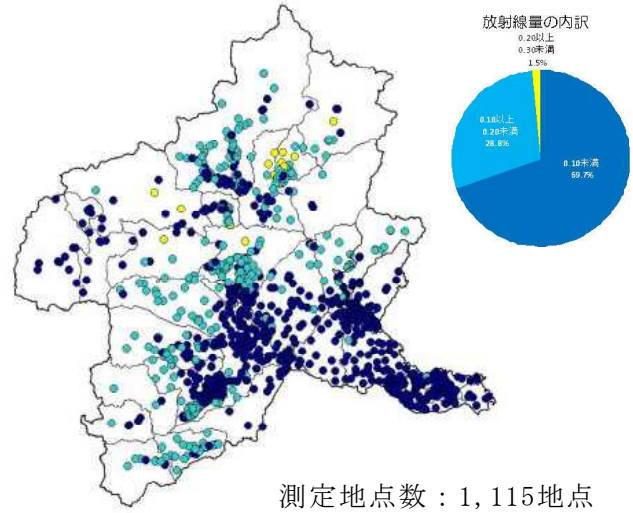 放射線量の内訳
0.20以上
0.30未満
1.5%
0.10以上
0.20未満
28.8%
0.10未満
69.7%
測定地点数：1,115地点